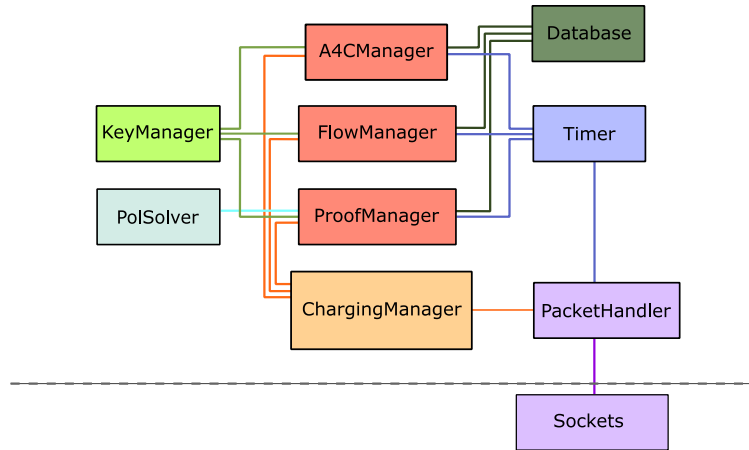 A4CManager
Database
KeyManager
FlowManager
Timer
PolSolver
ProofManager
ChargingManager
PacketHandler
Sockets